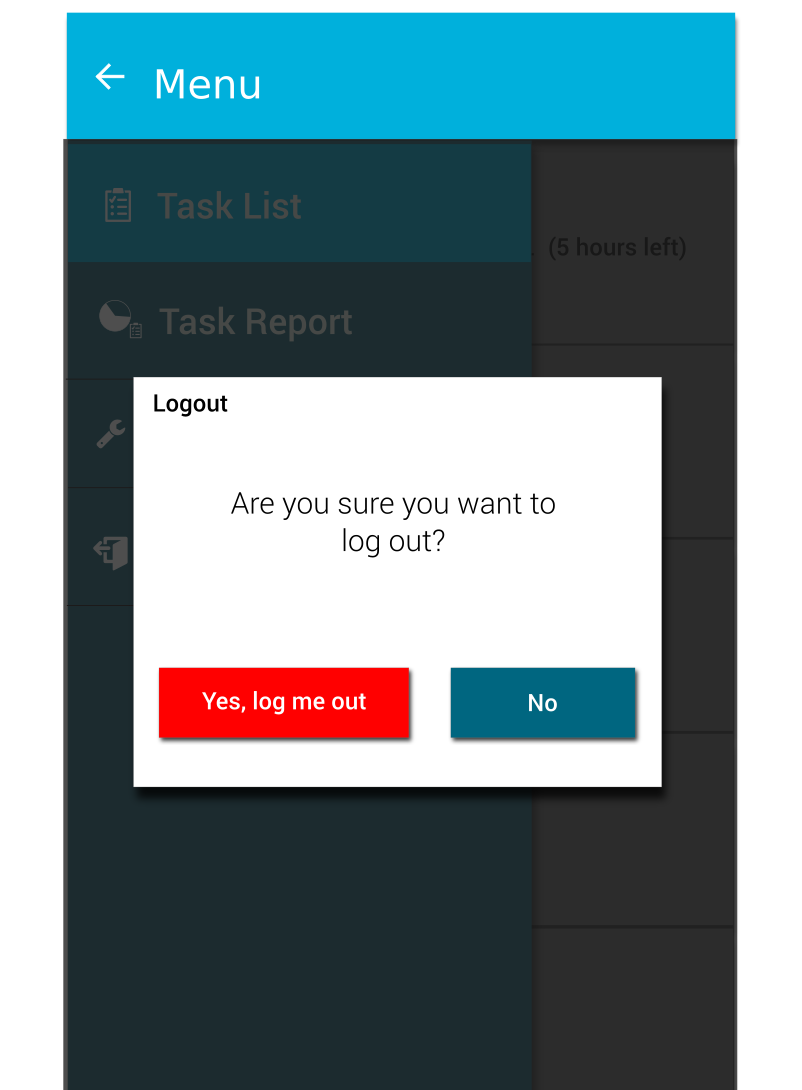 Menu
Task List
(5 hours left)
Task Report
Logout
Are you sure you want to
log out?
Yes, log me out
No